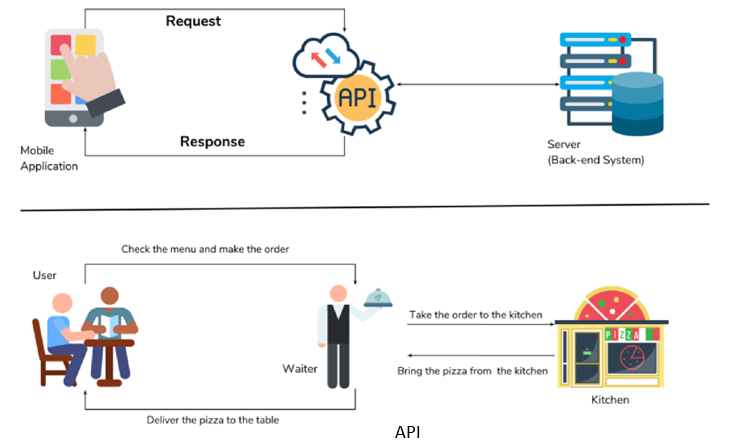 Request
API
Response
Mobile
Application
Server
(Back-end System)
Check the menu and make the order
User
Take the order to the kitchen
PIZZA
Waiter
Bring the pizza from the kitchen
Kitchen
Deliver the pizza to the table
API